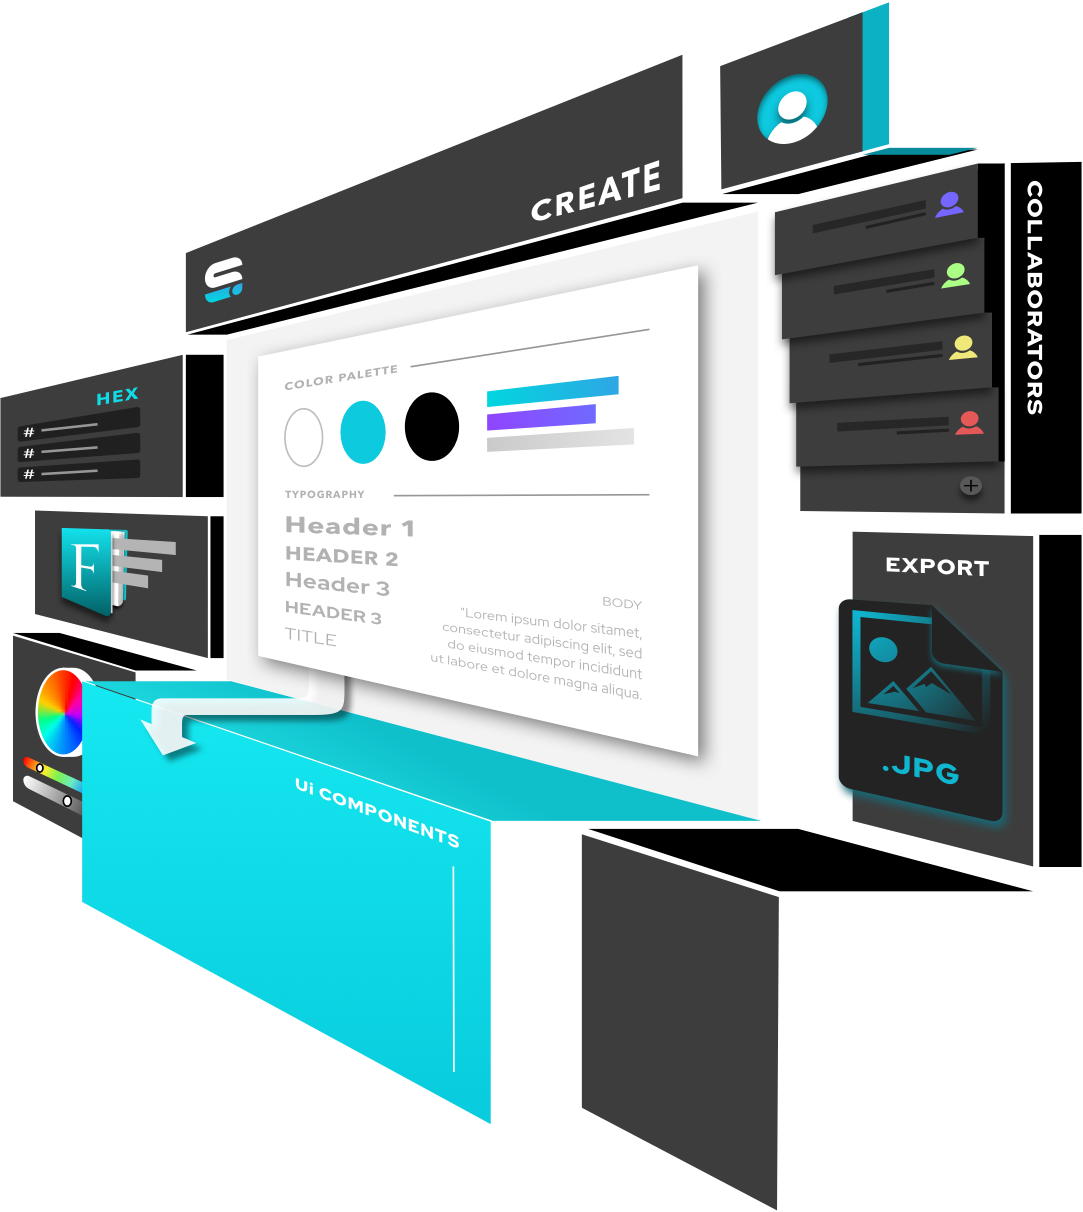 CREATE
COLLABORATORS
HEX
#
#
#
COLOR PALETTE
TYPOGRAPHY
Header 1
HEADER 2
Header 3
HEADER 3
TITLE
BODY
"Lorem ipsum dolor sitamet,
consectetur adipiscing elit, sed
do eiusmod tempor incididunt
ut labore et dolore magna aliqua.
F
EXPORT
.JPG
Ui COMPONENTS